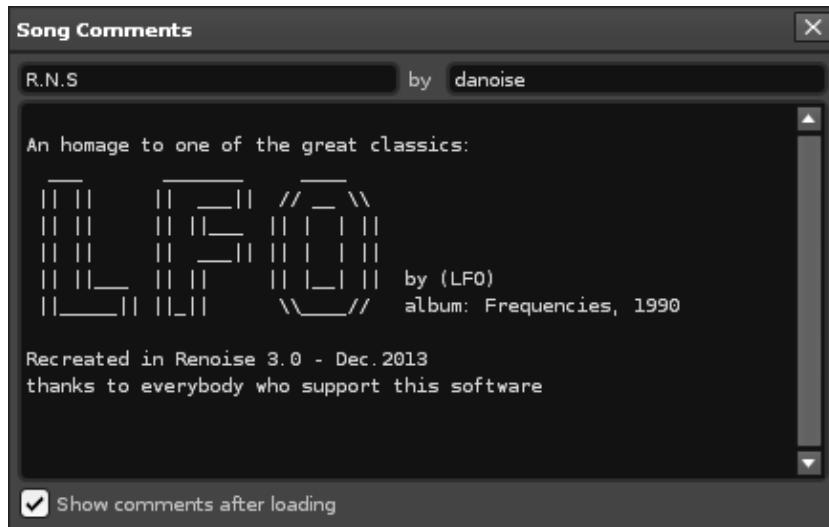 Song Comments
R.N.S by danoise
An homage to one of the great classics:
LFO
by (LFO)
album: Frequencies, 1990
Recreated in Renoise 3.0 - Dec.2013
thanks to everybody who support this software
Show comments after loading